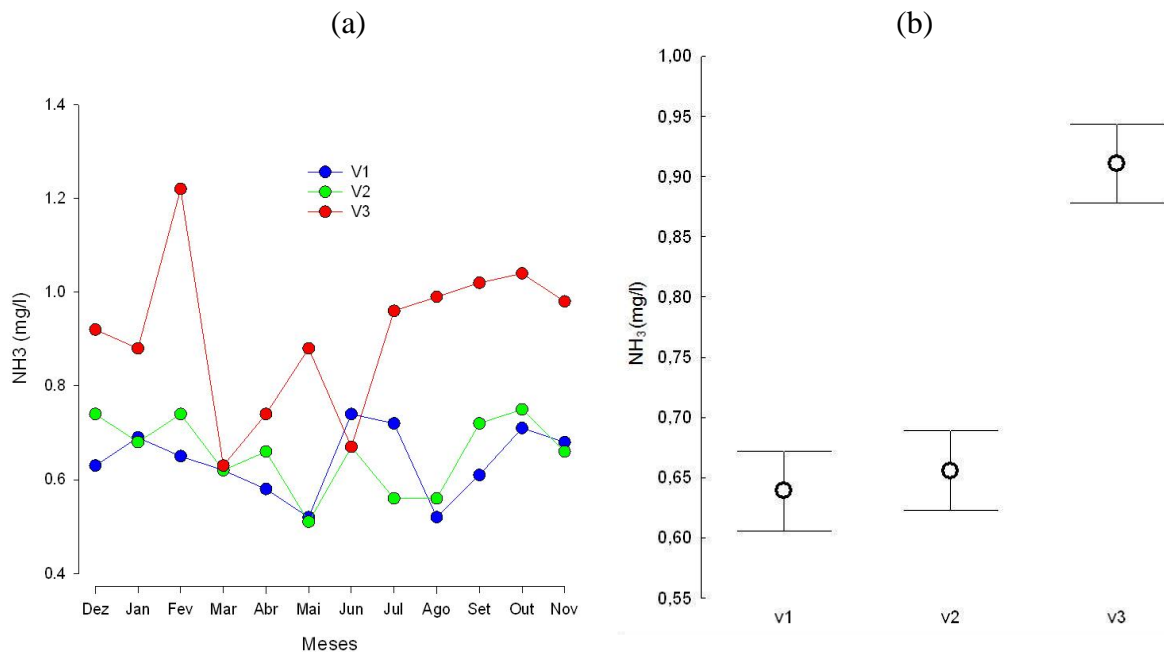 (a)
1.4
1.2
1.0
0.8
0.6
0.4
NH3 (mg/l)
V1
V2
V3
Dez Jan Fev Mar Abr Mai Jun Jul Ago Set Out Nov
Meses
(b)
1,00
0,95
0,90
0,85
0,80
0,75
0,70
0,65
0,60
0,55
NH₃ (mg/l)
v1 v2 v3